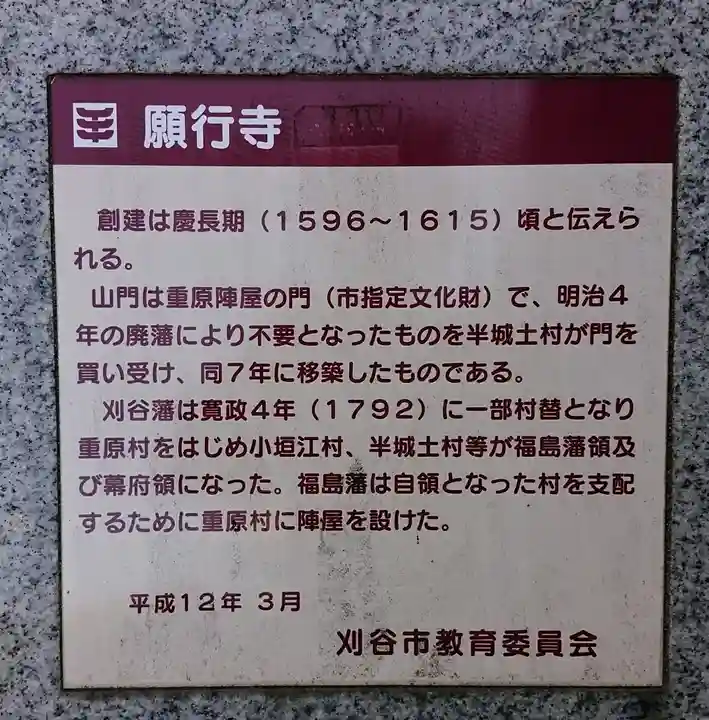 願行寺
創建は慶長期（１５９６～１６１５）頃と伝えら
れる。
山門は重原陣屋の門（市指定文化財）で、明治４
年の廃藩により不要となったものを半城土村が門を
買い受け、同７年に移築したものである。
刈谷藩は寛政４年（１７９２）に一部村替となり
重原村をはじめ小垣江村、半城土村等が福島藩領及
び幕府領になった。福島藩は自領となった村を支配
するために重原村に陣屋を設けた。
平成１２年 ３月
刈谷市教育委員会